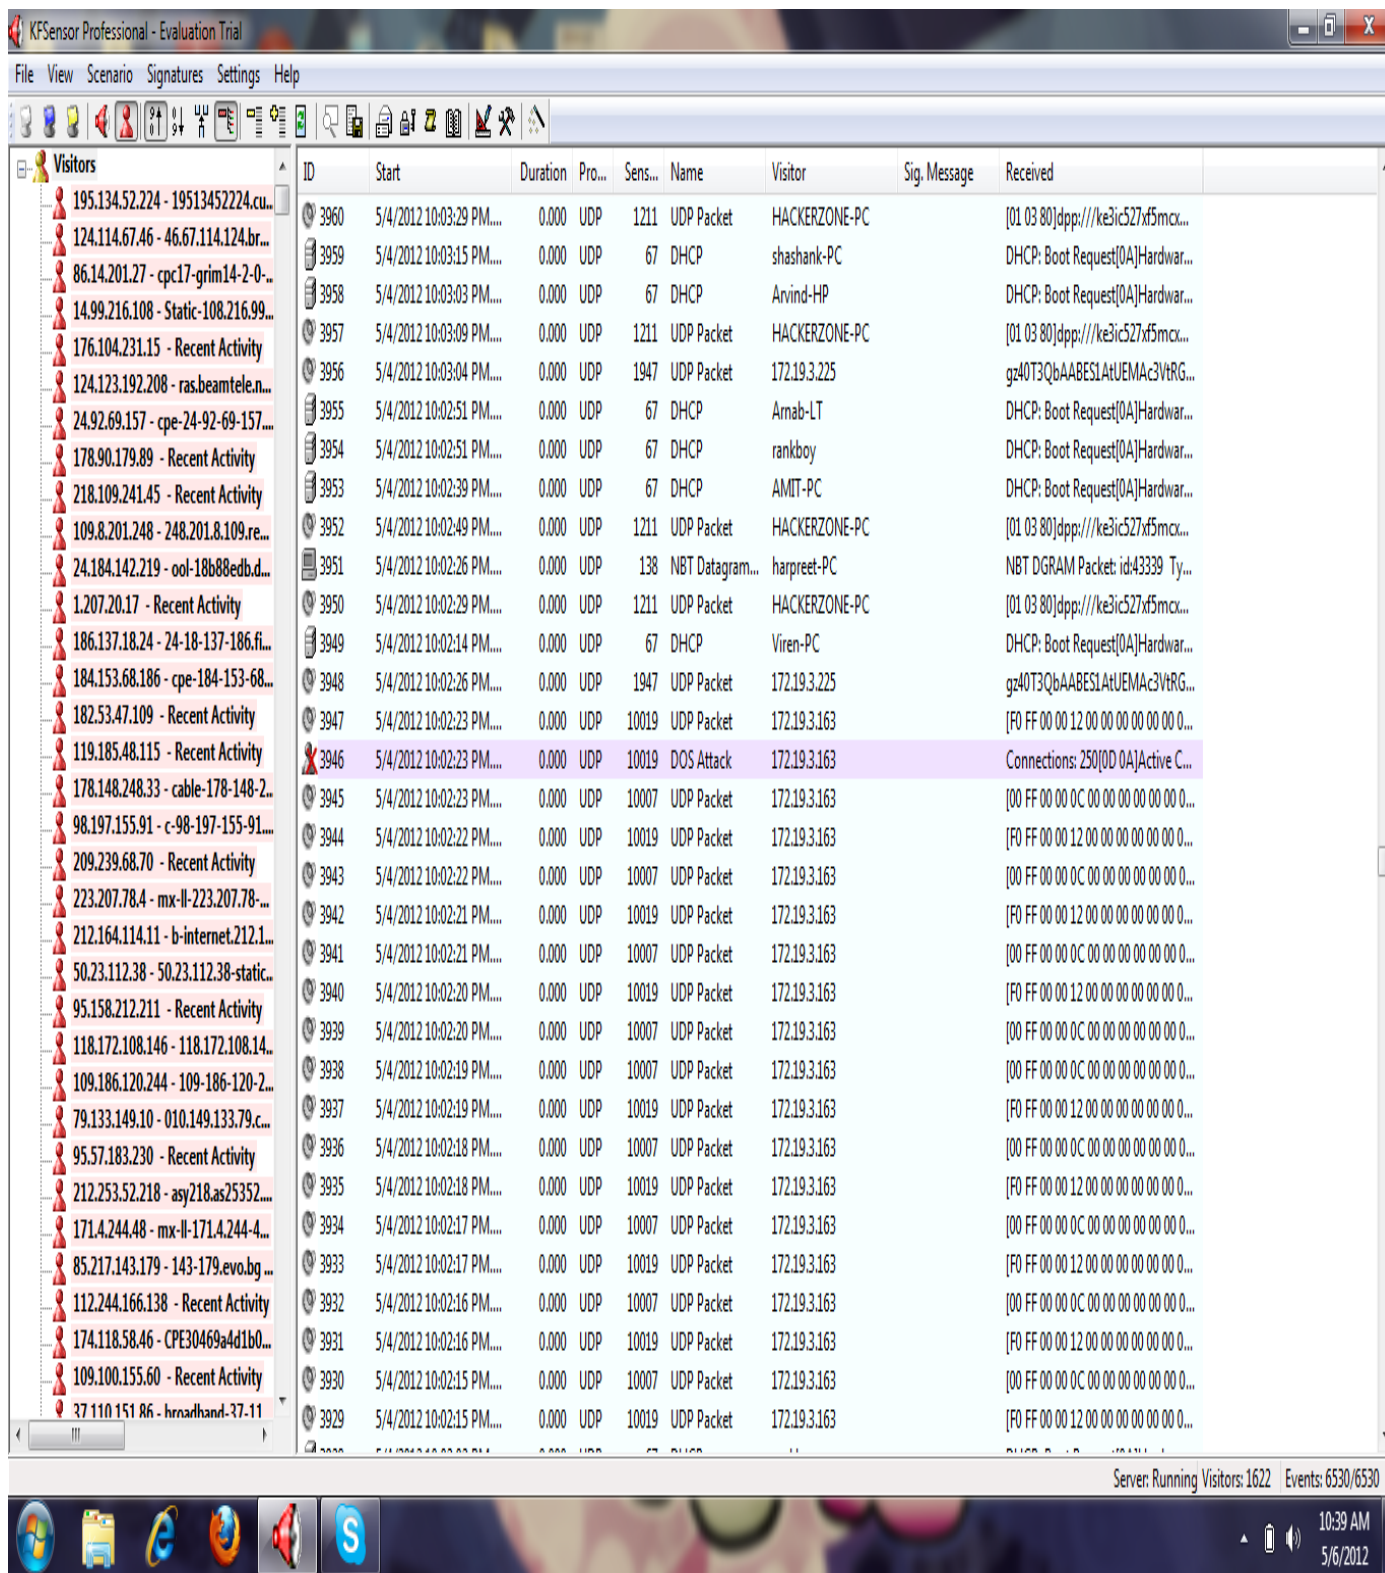 KFSensor Professional - Evaluation Trial
File View Scenario Signatures Settings Help
Visitors
195.134.52.224 - 19513452224.cu...
124.114.67.46 - 46.67.114.124.br...
86.14.201.27 - cpc17-grim14-2-0-...
14.99.216.108 - Static-108.216.99...
176.104.231.15 - Recent Activity
124.123.192.208 - ras.beamtele.n...
24.92.69.157 - cpe-24-92-69-157....
178.90.179.89 - Recent Activity
218.109.241.45 - Recent Activity
109.8.201.248 - 248.201.8.109.re...
24.184.142.219 - ool-18b88edb.d...
1.207.20.17 - Recent Activity
186.137.18.24 - 24-18-137-186.fi...
184.153.68.186 - cpe-184-153-68...
182.53.47.109 - Recent Activity
119.185.48.115 - Recent Activity
178.148.248.33 - cable-178-148-2...
98.197.155.91 - c-98-197-155-91....
209.239.68.70 - Recent Activity
223.207.78.4 - mx-ll-223.207.78-...
212.164.114.11 - b-internet.212.1...
50.23.112.38 - 50.23.112.38-static...
95.158.212.211 - Recent Activity
118.172.108.146 - 118.172.108.14...
109.186.120.244 - 109-186-120-2...
79.133.149.10 - 010.149.133.79.c...
95.57.183.230 - Recent Activity
212.253.52.218 - asy218.as25352....
171.4.244.48 - mx-ll-171.4.244-4...
85.217.143.179 - 143-179.evo.bg ...
112.244.166.138 - Recent Activity
174.118.58.46 - CPE30469a4d1b0...
109.100.155.60 - Recent Activity
37.110.151.86 - broadband-37-11
ID Start Duration Pro... Sens... Name Visitor Sig. Message Received
3960 5/4/2012 10:03:29 PM.... 0.000 UDP 1211 UDP Packet HACKERZONE-PC [01 03 80]dpp:///ke3ic527xf5mcx...
3959 5/4/2012 10:03:15 PM.... 0.000 UDP 67 DHCP shashank-PC DHCP: Boot Request[0A]Hardwar...
3958 5/4/2012 10:03:03 PM.... 0.000 UDP 67 DHCP Arvind-HP DHCP: Boot Request[0A]Hardwar...
3957 5/4/2012 10:03:09 PM.... 0.000 UDP 1211 UDP Packet HACKERZONE-PC [01 03 80]dpp:///ke3ic527xf5mcx...
3956 5/4/2012 10:03:04 PM.... 0.000 UDP 1947 UDP Packet 172.19.3.225 gz40T3QbAABES1AtUEMAc3VtRG...
3955 5/4/2012 10:02:51 PM.... 0.000 UDP 67 DHCP Arnab-LT DHCP: Boot Request[0A]Hardwar...
3954 5/4/2012 10:02:51 PM.... 0.000 UDP 67 DHCP rankboy DHCP: Boot Request[0A]Hardwar...
3953 5/4/2012 10:02:39 PM.... 0.000 UDP 67 DHCP AMIT-PC DHCP: Boot Request[0A]Hardwar...
3952 5/4/2012 10:02:49 PM.... 0.000 UDP 1211 UDP Packet HACKERZONE-PC [01 03 80]dpp:///ke3ic527xf5mcx...
3951 5/4/2012 10:02:26 PM.... 0.000 UDP 138 NBT Datagram... harpreet-PC NBT DGRAM Packet: id:43339 Ty...
3950 5/4/2012 10:02:29 PM.... 0.000 UDP 1211 UDP Packet HACKERZONE-PC [01 03 80]dpp:///ke3ic527xf5mcx...
3949 5/4/2012 10:02:14 PM.... 0.000 UDP 67 DHCP Viren-PC DHCP: Boot Request[0A]Hardwar...
3948 5/4/2012 10:02:26 PM.... 0.000 UDP 1947 UDP Packet 172.19.3.225 gz40T3QbAABES1AtUEMAc3VtRG...
3947 5/4/2012 10:02:23 PM.... 0.000 UDP 10019 UDP Packet 172.19.3.163 [F0 FF 00 00 12 00 00 00 00 00 00 0...
3946 5/4/2012 10:02:23 PM.... 0.000 UDP 10019 DOS Attack 172.19.3.163 Connections: 250[0D 0A]Active C...
3945 5/4/2012 10:02:23 PM.... 0.000 UDP 10007 UDP Packet 172.19.3.163 [00 FF 00 00 0C 00 00 00 00 00 00 0...
3944 5/4/2012 10:02:22 PM.... 0.000 UDP 10019 UDP Packet 172.19.3.163 [F0 FF 00 00 12 00 00 00 00 00 00 0...
3943 5/4/2012 10:02:22 PM.... 0.000 UDP 10007 UDP Packet 172.19.3.163 [00 FF 00 00 0C 00 00 00 00 00 00 0...
3942 5/4/2012 10:02:21 PM.... 0.000 UDP 10019 UDP Packet 172.19.3.163 [F0 FF 00 00 12 00 00 00 00 00 00 0...
3941 5/4/2012 10:02:21 PM.... 0.000 UDP 10007 UDP Packet 172.19.3.163 [00 FF 00 00 0C 00 00 00 00 00 00 0...
3940 5/4/2012 10:02:20 PM.... 0.000 UDP 10019 UDP Packet 172.19.3.163 [F0 FF 00 00 12 00 00 00 00 00 00 0...
3939 5/4/2012 10:02:20 PM.... 0.000 UDP 10007 UDP Packet 172.19.3.163 [00 FF 00 00 0C 00 00 00 00 00 00 0...
3938 5/4/2012 10:02:19 PM.... 0.000 UDP 10007 UDP Packet 172.19.3.163 [00 FF 00 00 0C 00 00 00 00 00 00 0...
3937 5/4/2012 10:02:19 PM.... 0.000 UDP 10019 UDP Packet 172.19.3.163 [F0 FF 00 00 12 00 00 00 00 00 00 0...
3936 5/4/2012 10:02:18 PM.... 0.000 UDP 10007 UDP Packet 172.19.3.163 [00 FF 00 00 0C 00 00 00 00 00 00 0...
3935 5/4/2012 10:02:18 PM.... 0.000 UDP 10019 UDP Packet 172.19.3.163 [F0 FF 00 00 12 00 00 00 00 00 00 0...
3934 5/4/2012 10:02:17 PM.... 0.000 UDP 10007 UDP Packet 172.19.3.163 [00 FF 00 00 0C 00 00 00 00 00 00 0...
3933 5/4/2012 10:02:17 PM.... 0.000 UDP 10019 UDP Packet 172.19.3.163 [F0 FF 00 00 12 00 00 00 00 00 00 0...
3932 5/4/2012 10:02:16 PM.... 0.000 UDP 10007 UDP Packet 172.19.3.163 [00 FF 00 00 0C 00 00 00 00 00 00 0...
3931 5/4/2012 10:02:16 PM.... 0.000 UDP 10019 UDP Packet 172.19.3.163 [F0 FF 00 00 12 00 00 00 00 00 00 0...
3930 5/4/2012 10:02:15 PM.... 0.000 UDP 10007 UDP Packet 172.19.3.163 [00 FF 00 00 0C 00 00 00 00 00 00 0...
3929 5/4/2012 10:02:15 PM.... 0.000 UDP 10019 UDP Packet 172.19.3.163 [F0 FF 00 00 12 00 00 00 00 00 00 0...
Server: Running Visitors: 1622 Events: 6530/6530
10:39 AM
5/6/2012